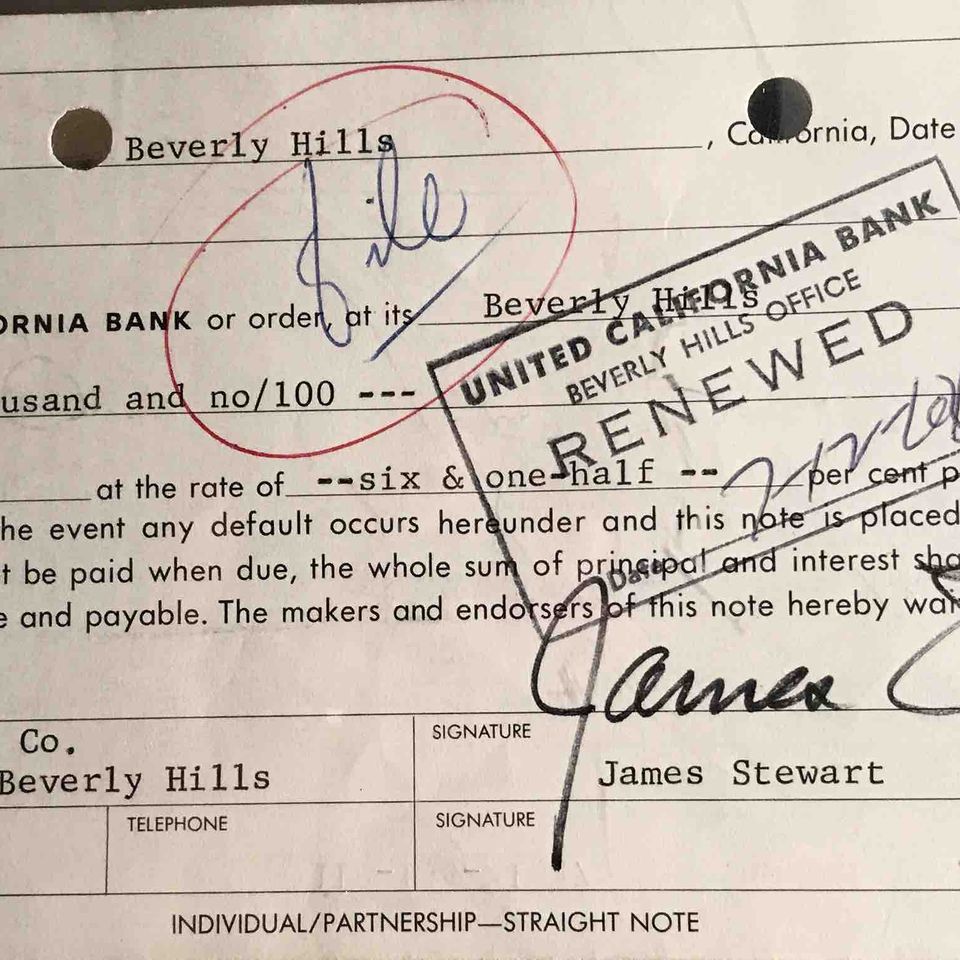 Beverly Hills , California, Date
File
ORNIA BANK or order, at its Beverly Hills
UNITED CALIFORNIA BANK
BEVERLY HILLS OFFICE
RENEWED
usand and no/100 ---
at the rate of --six & one-half -- per cent p
he event any default occurs hereunder and this note is placed
t be paid when due, the whole sum of principal and interest sha
Date
e and payable. The makers and endorsers of this note hereby wai
James S
Co.
SIGNATURE
Beverly Hills
James Stewart
TELEPHONE
SIGNATURE
INDIVIDUAL/PARTNERSHIP—STRAIGHT NOTE